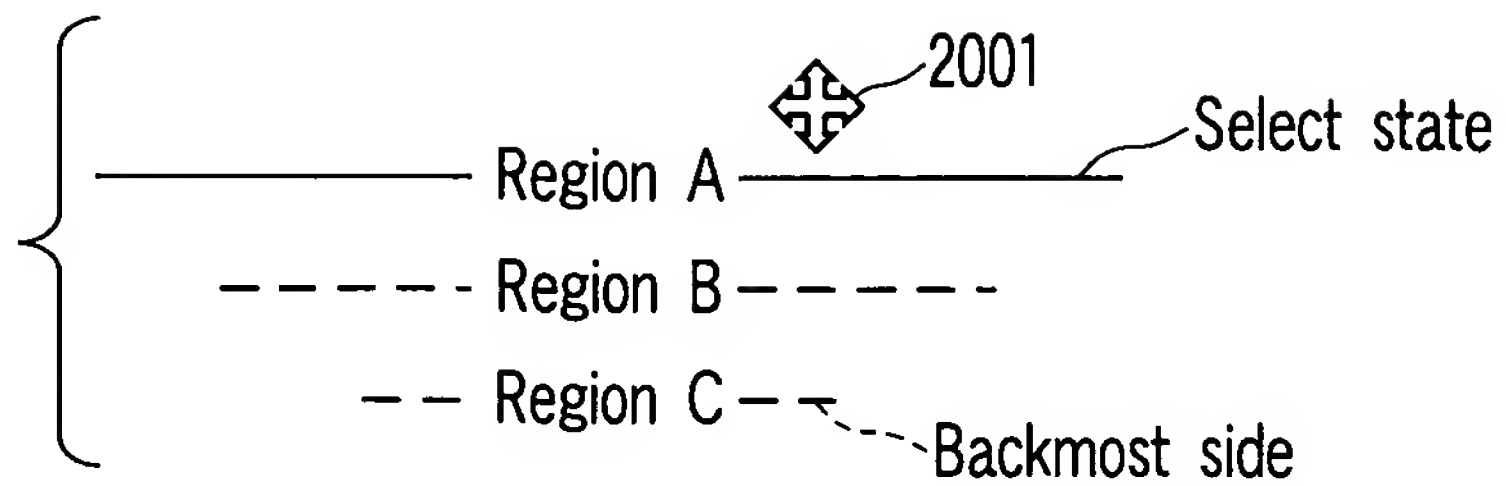 2001
Select state
Region A
Region B
Region C
Backmost side